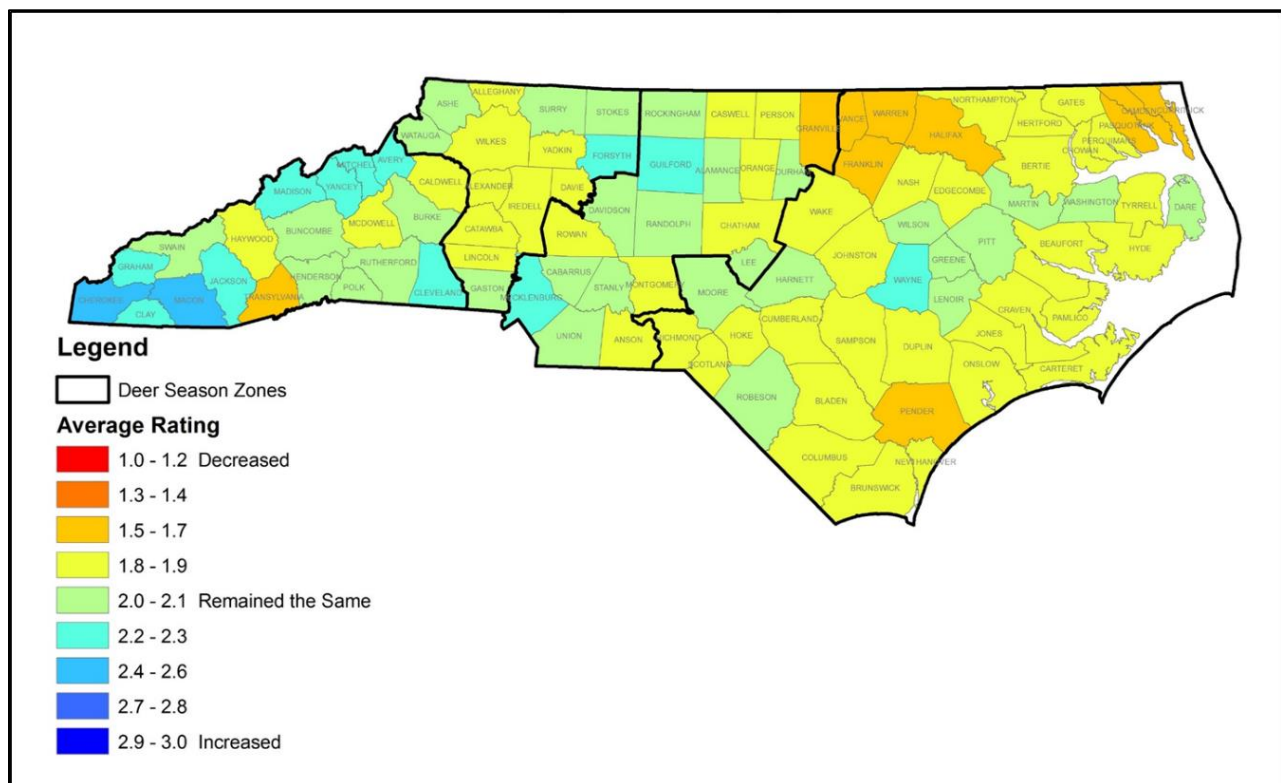 ALLEGHANY
ASHE
SURRY
STOKES
ROCKINGHAM
CASWELL
PERSON
GRANVILLE
VANCE
WARREN
NORTHAMPTON
GATES
CAMDEN
CURRITUCK
HERTFORD
PASQUOTANK
PERQUIMANS
CHOWAN
HALIFAX
WATAUGA
WILKES
YADKIN
FORSYTH
GUILFORD
ALAMANCE
ORANGE
DURHAM
FRANKLIN
BERTIE
MITCHELL
AVERY
CALDWELL
ALEXANDER
DAVIE
IREDELL
NASH
EDGECOMBE
MADISON
YANCEY
MARTIN
WASHINGTON
TYRRELL
DARE
BURKE
CATAWBA
DAVIDSON
RANDOLPH
CHATHAM
WAKE
WILSON
MCDOWELL
BUNCOMBE
HAYWOOD
SWAIN
ROWAN
PITT
BEAUFORT
HYDE
GRAHAM
JACKSON
HENDERSON
RUTHERFORD
POLK
CLEVELAND
LINCOLN
GASTON
CABARRUS
STANLY
MONTGOMERY
LEE
MOORE
HARNETT
JOHNSTON
GREENE
WAYNE
LENOIR
CRAVEN
PAMLICO
CHEROKEE
MACON
CLAY
TRANSYLVANIA
MECKLENBURG
UNION
ANSON
RICHMOND
HOKE
CUMBERLAND
SAMPSON
DUPLIN
JONES
ONSLOW
CARTERET
SCOTLAND
ROBESON
BLADEN
PENDER
COLUMBUS
NEW HANOVER
BRUNSWICK
Legend
Deer Season Zones
Average Rating
1.0 - 1.2 Decreased
1.3 - 1.4
1.5 - 1.7
1.8 - 1.9
2.0 - 2.1 Remained the Same
2.2 - 2.3
2.4 - 2.6
2.7 - 2.8
2.9 - 3.0 Increased